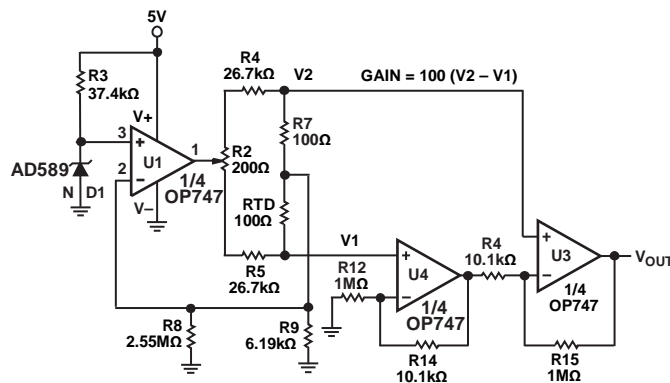 5V
R3
37.4kΩ
R4
26.7kΩ
V2
GAIN = 100 (V2 – V1)
V+
3
+
2
–
U1
1
1/4
OP747
V–
AD589
N D1
R2
200Ω
R7
100Ω
RTD
100Ω
R5
26.7kΩ
V1
R12
1MΩ
+
U4
–
1/4
OP747
R14
10.1kΩ
R4
10.1kΩ
+
U3
–
1/4
OP747
VOUT
R15
1MΩ
R8
2.55MΩ
R9
6.19kΩ